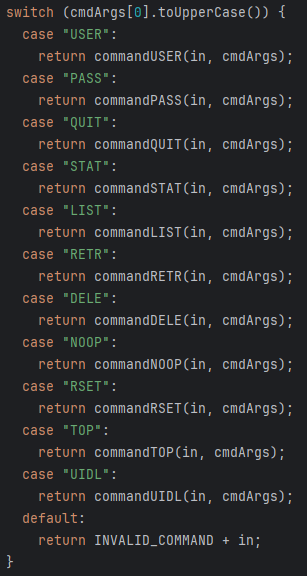 switch (cmdArgs[0].toUpperCase()) {
  case "USER":
    return commandUSER(in, cmdArgs);
  case "PASS":
    return commandPASS(in, cmdArgs);
  case "QUIT":
    return commandQUIT(in, cmdArgs);
  case "STAT":
    return commandSTAT(in, cmdArgs);
  case "LIST":
    return commandLIST(in, cmdArgs);
  case "RETR":
    return commandRETR(in, cmdArgs);
  case "DELE":
    return commandDELE(in, cmdArgs);
  case "NOOP":
    return commandNOOP(in, cmdArgs);
  case "RSET":
    return commandRSET(in, cmdArgs);
  case "TOP":
    return commandTOP(in, cmdArgs);
  case "UIDL":
    return commandUIDL(in, cmdArgs);
  default:
    return INVALID_COMMAND + in;
}